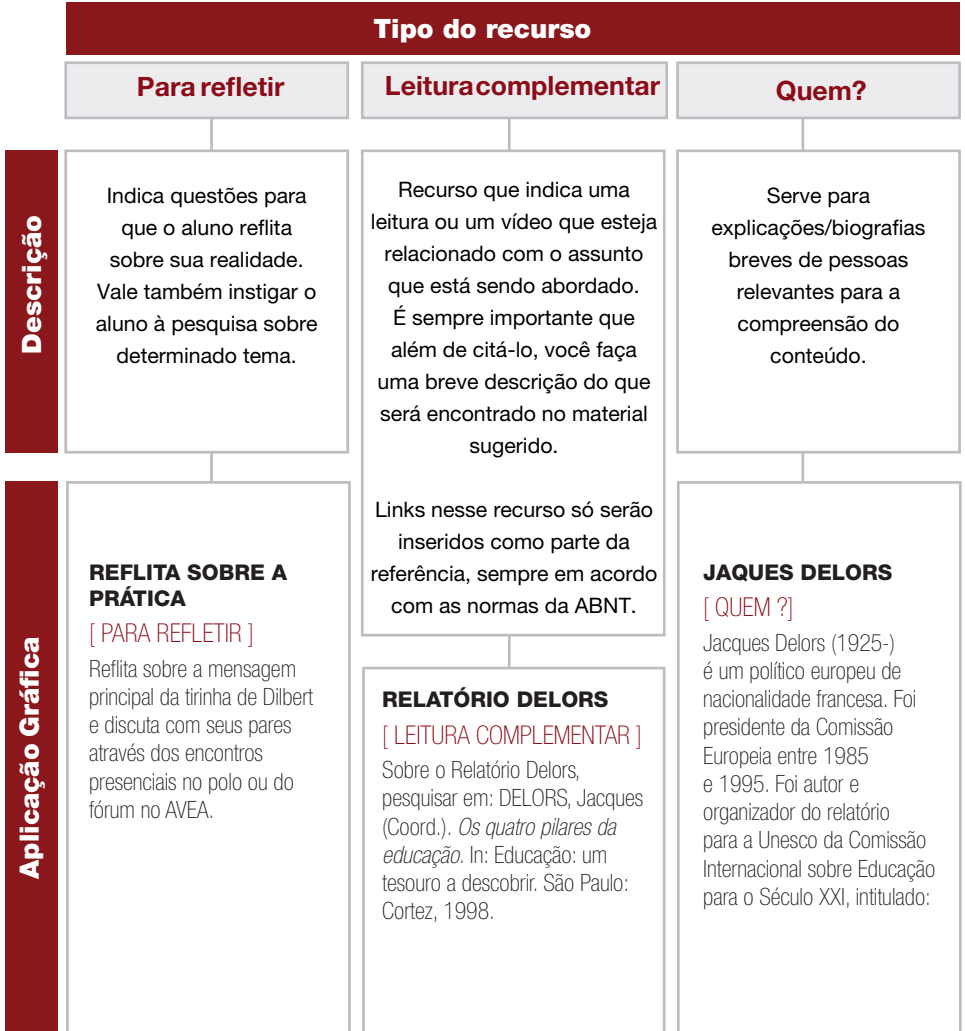 Tipo do recurso
Para refletir
Leitura complementar
Quem?
Descrição
Indica questões para
que o aluno reflita
sobre sua realidade.
Vale também instigar o
aluno à pesquisa sobre
determinado tema.
Recurso que indica uma
leitura ou um vídeo que esteja
relacionado com o assunto
que está sendo abordado.
É sempre importante que
além de citá-lo, você faça
uma breve descrição do que
será encontrado no material
sugerido.
Links nesse recurso só serão
inseridos como parte da
referência, sempre em acordo
com as normas da ABNT.
Serve para
explicações/biografias
breves de pessoas
relevantes para a
compreensão do
conteúdo.
Aplicação Gráfica
REFLITA SOBRE A
PRÁTICA
[ PARA REFLETIR ]
Reflita sobre a mensagem
principal da tirinha de Dilbert
e discuta com seus pares
através dos encontros
presenciais no polo ou do
fórum no AVEA.
RELATÓRIO DELORS
[ LEITURA COMPLEMENTAR ]
Sobre o Relatório Delors,
pesquisar em: DELORS, Jacques
(Coord.). Os quatro pilares da
educação. In: Educação: um
tesouro a descobrir. São Paulo:
Cortez, 1998.
JAQUES DELORS
[ QUEM ?]
Jacques Delors (1925-)
é um político europeu de
nacionalidade francesa. Foi
presidente da Comissão
Europeia entre 1985
e 1995. Foi autor e
organizador do relatório
para a Unesco da Comissão
Internacional sobre Educação
para o Século XXI, intitulado: